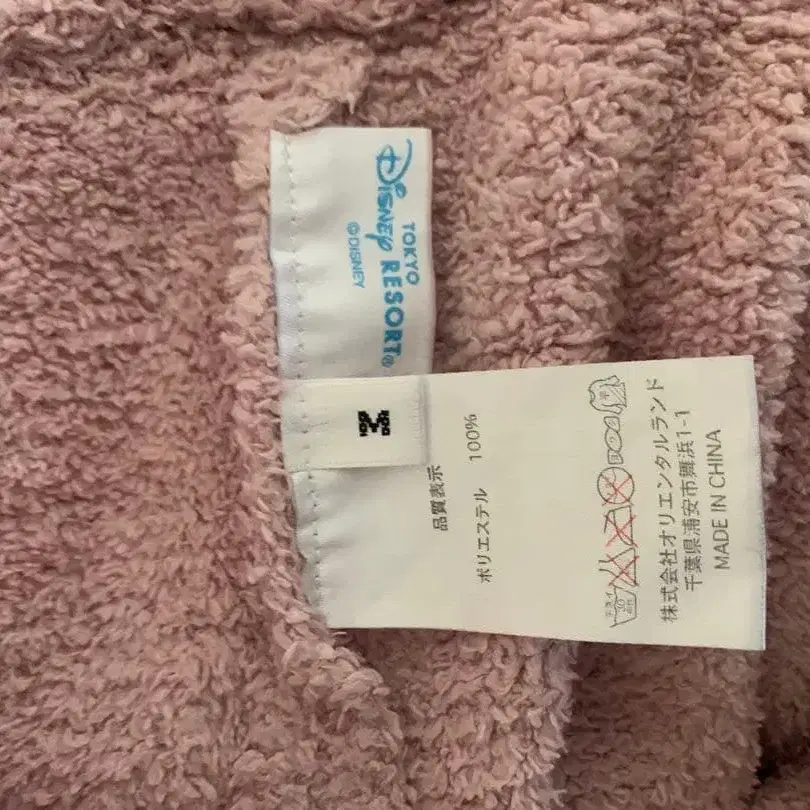 TOKYO
Disney RESORT®
©DISNEY
M
品質表示
ポリエステル 100%
株式会社オリエンタルランド
千葉県浦安市舞浜1-1
MADE IN CHINA